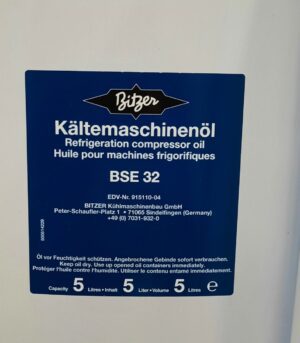 Bitzer
Kältemaschinenöl
Refrigeration compressor oil
Huile pour machines frigorifiques
BSE 32
EDV-Nr. 915110-04
BITZER Kühlmaschinenbau GmbH
Peter-Schaufler-Platz 1 • 71065 Sindelfingen (Germany)
+49 (0) 7031-932-0
Öl vor Feuchtigkeit schützen. Angebrochene Gebinde sofort verbrauchen.
Keep oil dry. Use up opened oil containers immediately.
Protéger l'huile contre l'humidité. Utiliser le contenu entame immédiatement.
Capacity 5 Litres • Inhalt 5 Liter • Volume 5 Litres e